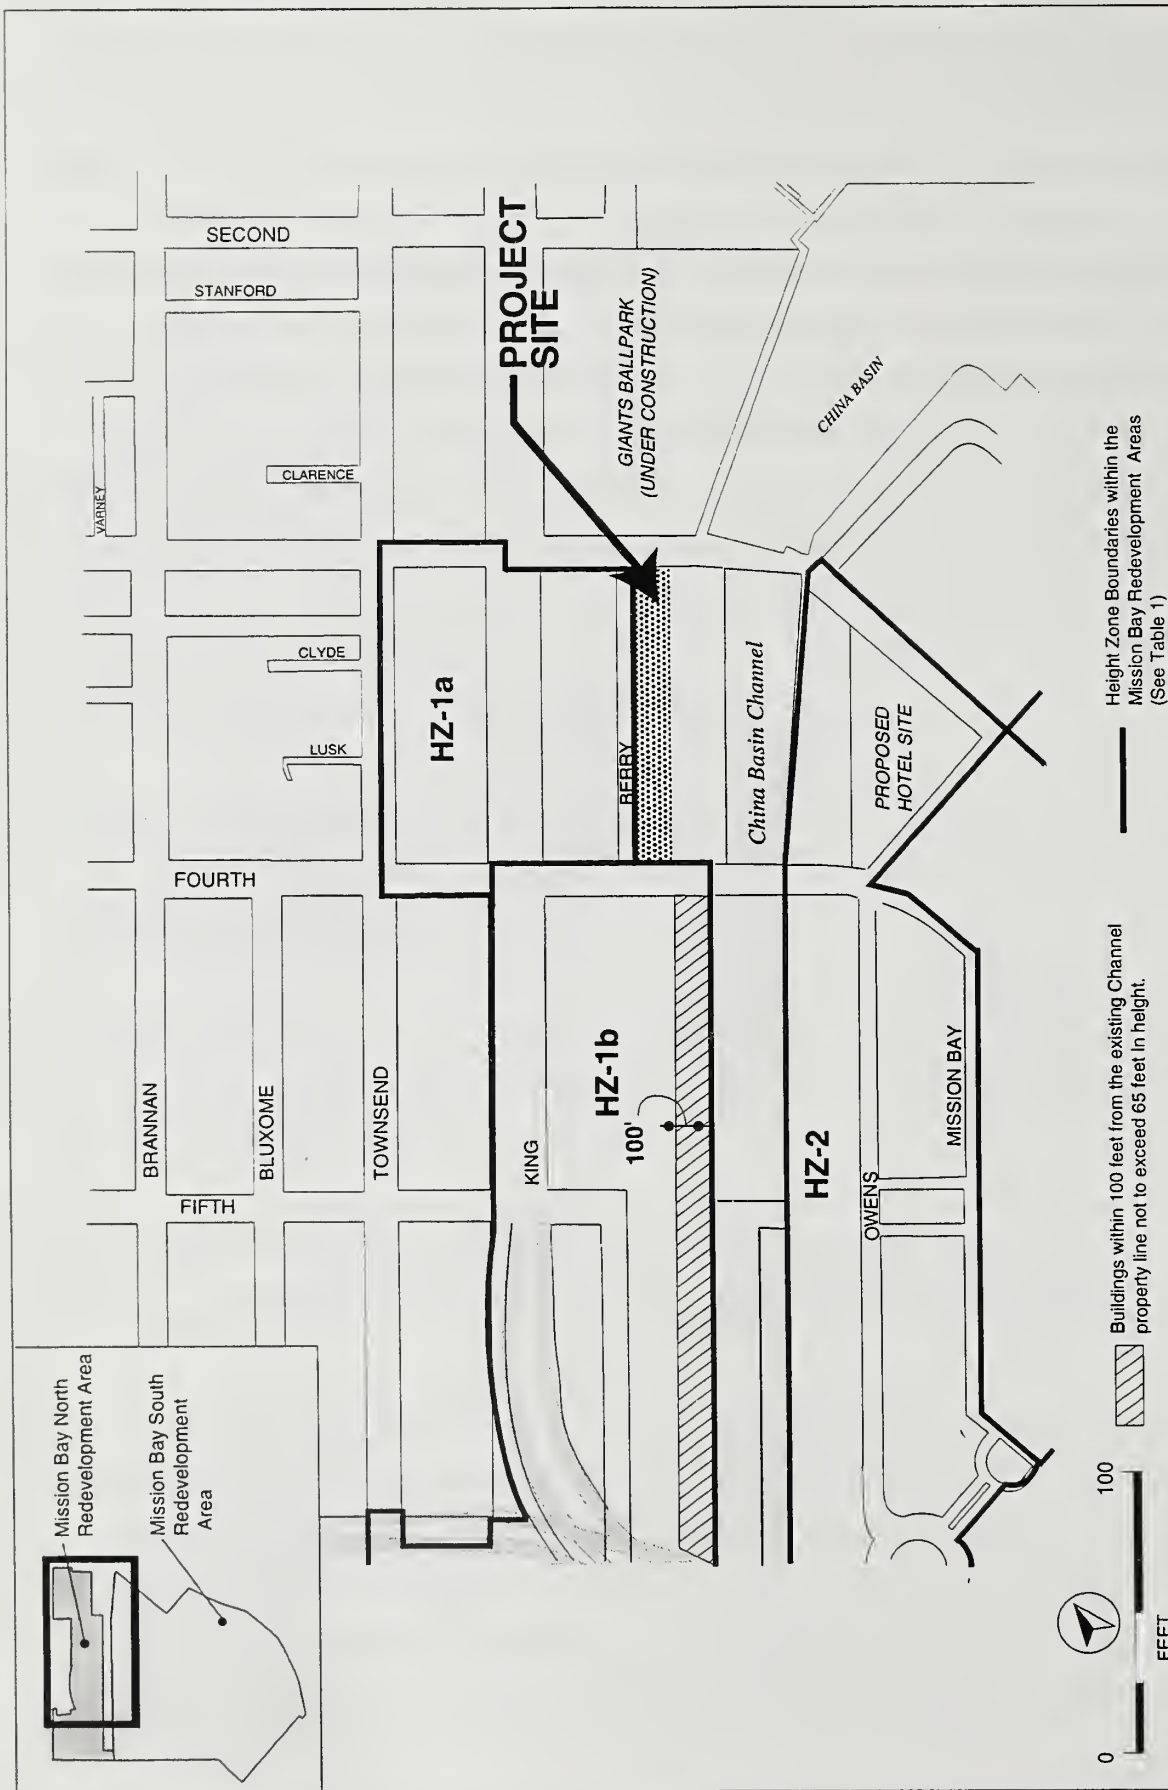 Mission Bay North
Redevelopment Area
Mission Bay South
Redevelopment
Area
VARNEY
SECOND
STANFORD
CLARENCE
CLYDE
LUSK
FOURTH
BRANNAN
BLUXOME
TOWNSEND
FIFTH
KING
BERRY
HZ-1a
HZ-1b
100'
HZ-2
PROJECT
SITE
GIANTS BALLPARK
(UNDER CONSTRUCTION)
CHINA BASIN
China Basin Channel
PROPOSED
HOTEL SITE
OWENS
MISSION BAY
0
100
FEET
Buildings within 100 feet from the existing Channel
property line not to exceed 65 feet in height.
Height Zone Boundaries within the
Mission Bay Redevelopment Areas
(See Table 1)